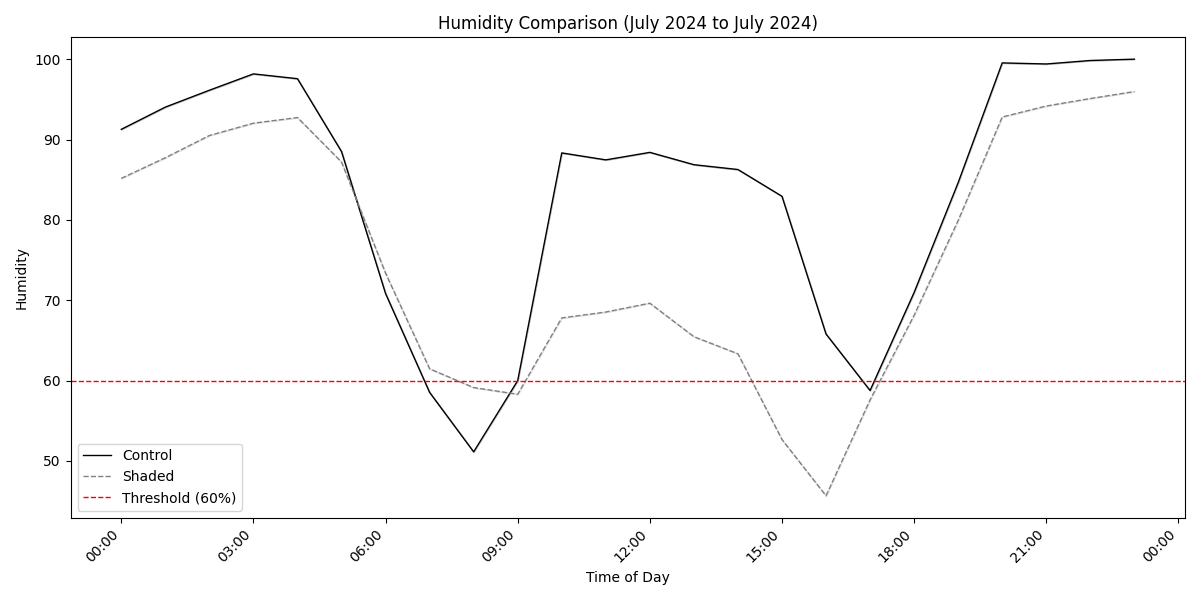 Humidity Comparison (July 2024 to July 2024)
Humidity
100
90
80
70
60
50
Control
Shaded
Threshold (60%)
00:00
03:00
06:00
09:00
12:00
15:00
18:00
21:00
00:00
Time of Day